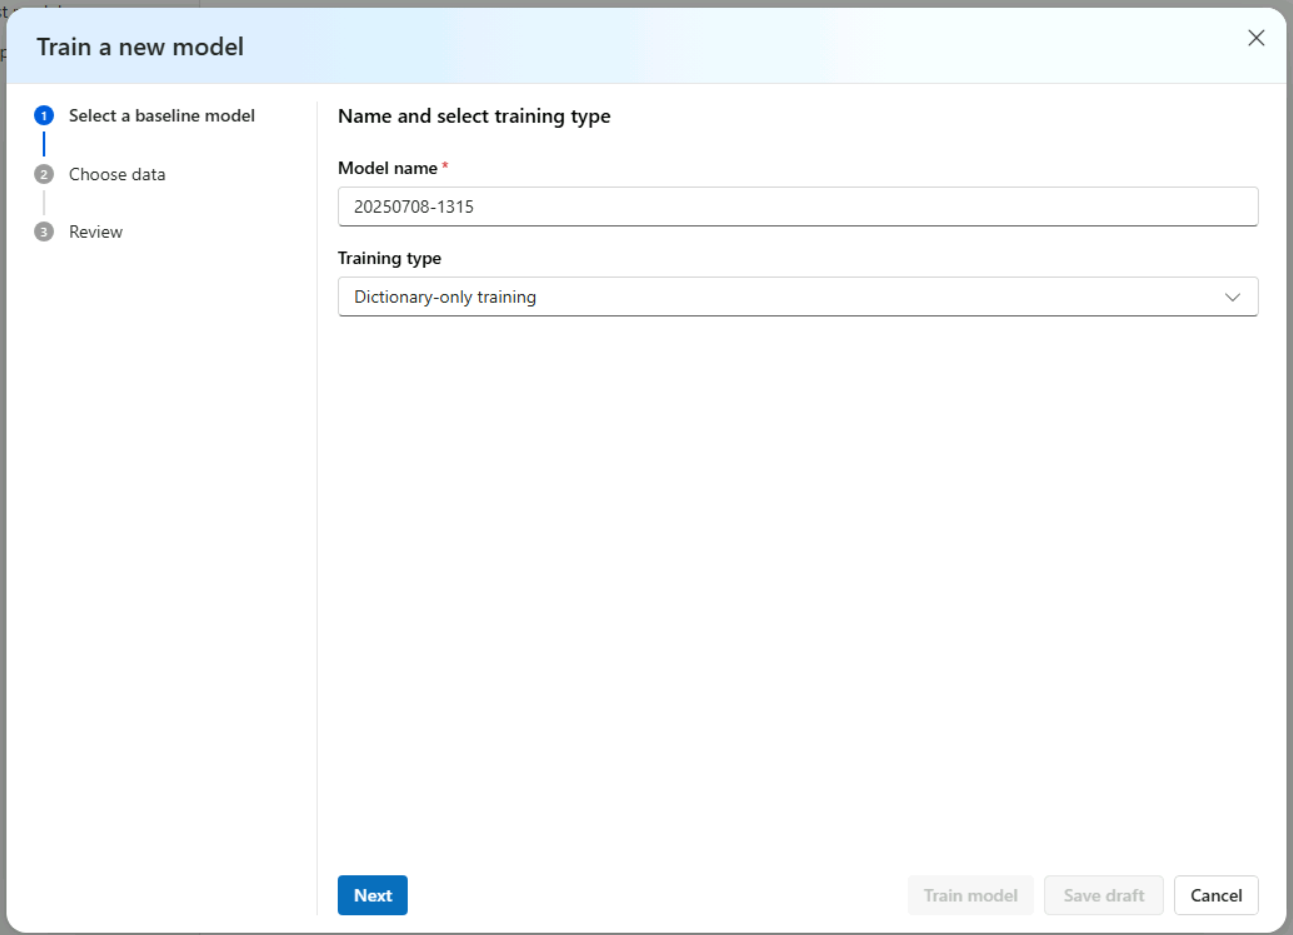 Train a new model
1 Select a baseline model
2 Choose data
3 Review
Name and select training type
Model name *
20250708-1315
Training type
Dictionary-only training
Next
Train model
Save draft
Cancel